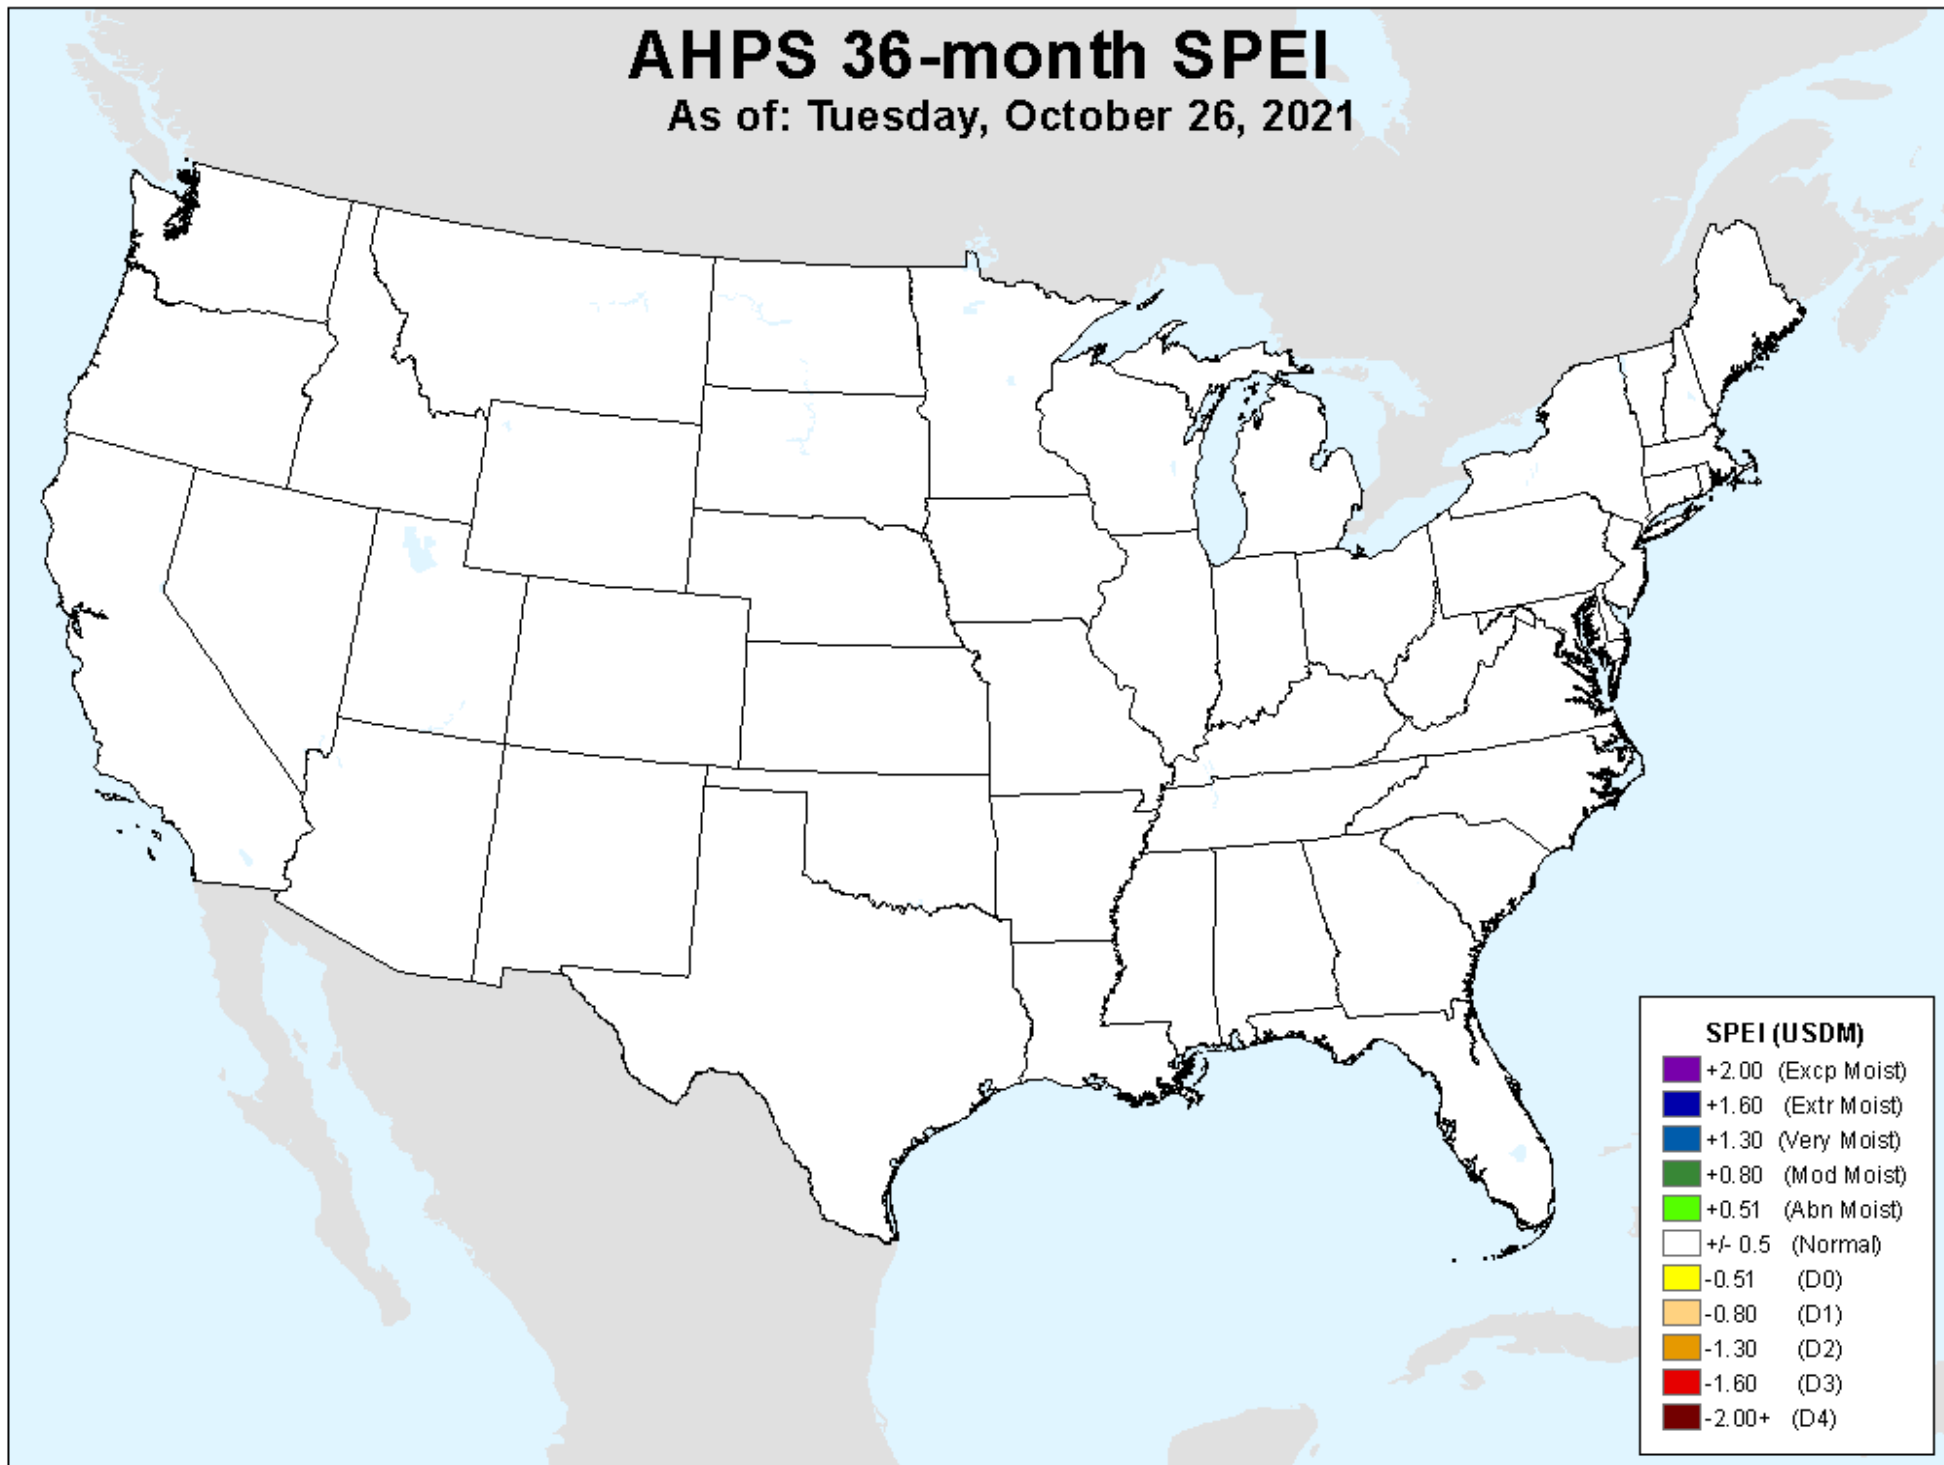 AHPS 36-month SPEI
As of: Tuesday, October 26, 2021
SPEI (USDM)
+2.00 (Excp Moist)
+1.60 (Extr Moist)
+1.30 (Very Moist)
+0.80 (Mod Moist)
+0.51 (Abn Moist)
+/- 0.5 (Normal)
-0.51 (D0)
-0.80 (D1)
-1.30 (D2)
-1.60 (D3)
-2.00+ (D4)